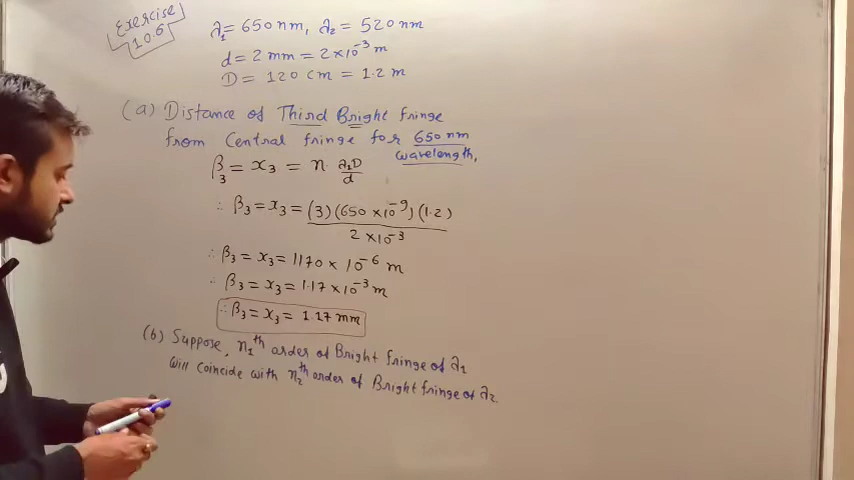 Exercise
10.6
λ₁ = 650 nm, λ₂ = 520 nm
d = 2 mm = 2×10⁻³ m
D = 120 cm = 1.2 m
(a) Distance of Third Bright fringe
from Central fringe for 650 nm
wavelength,
β₃ = x₃ = n λ₁D/d
∴ β₃ = x₃ = (3)(650 ×10⁻⁹)(1.2)
2 ×10⁻³
∴ β₃ = x₃ = 1170 × 10⁻⁶ m
∴ β₃ = x₃ = 1.17 × 10⁻³ m
∴ β₃ = x₃ = 1.17 mm
(b) Suppose, n₁ᵗʰ order of Bright fringe of λ₁
will coincide with n₂ᵗʰ order of Bright fringe of λ₂.